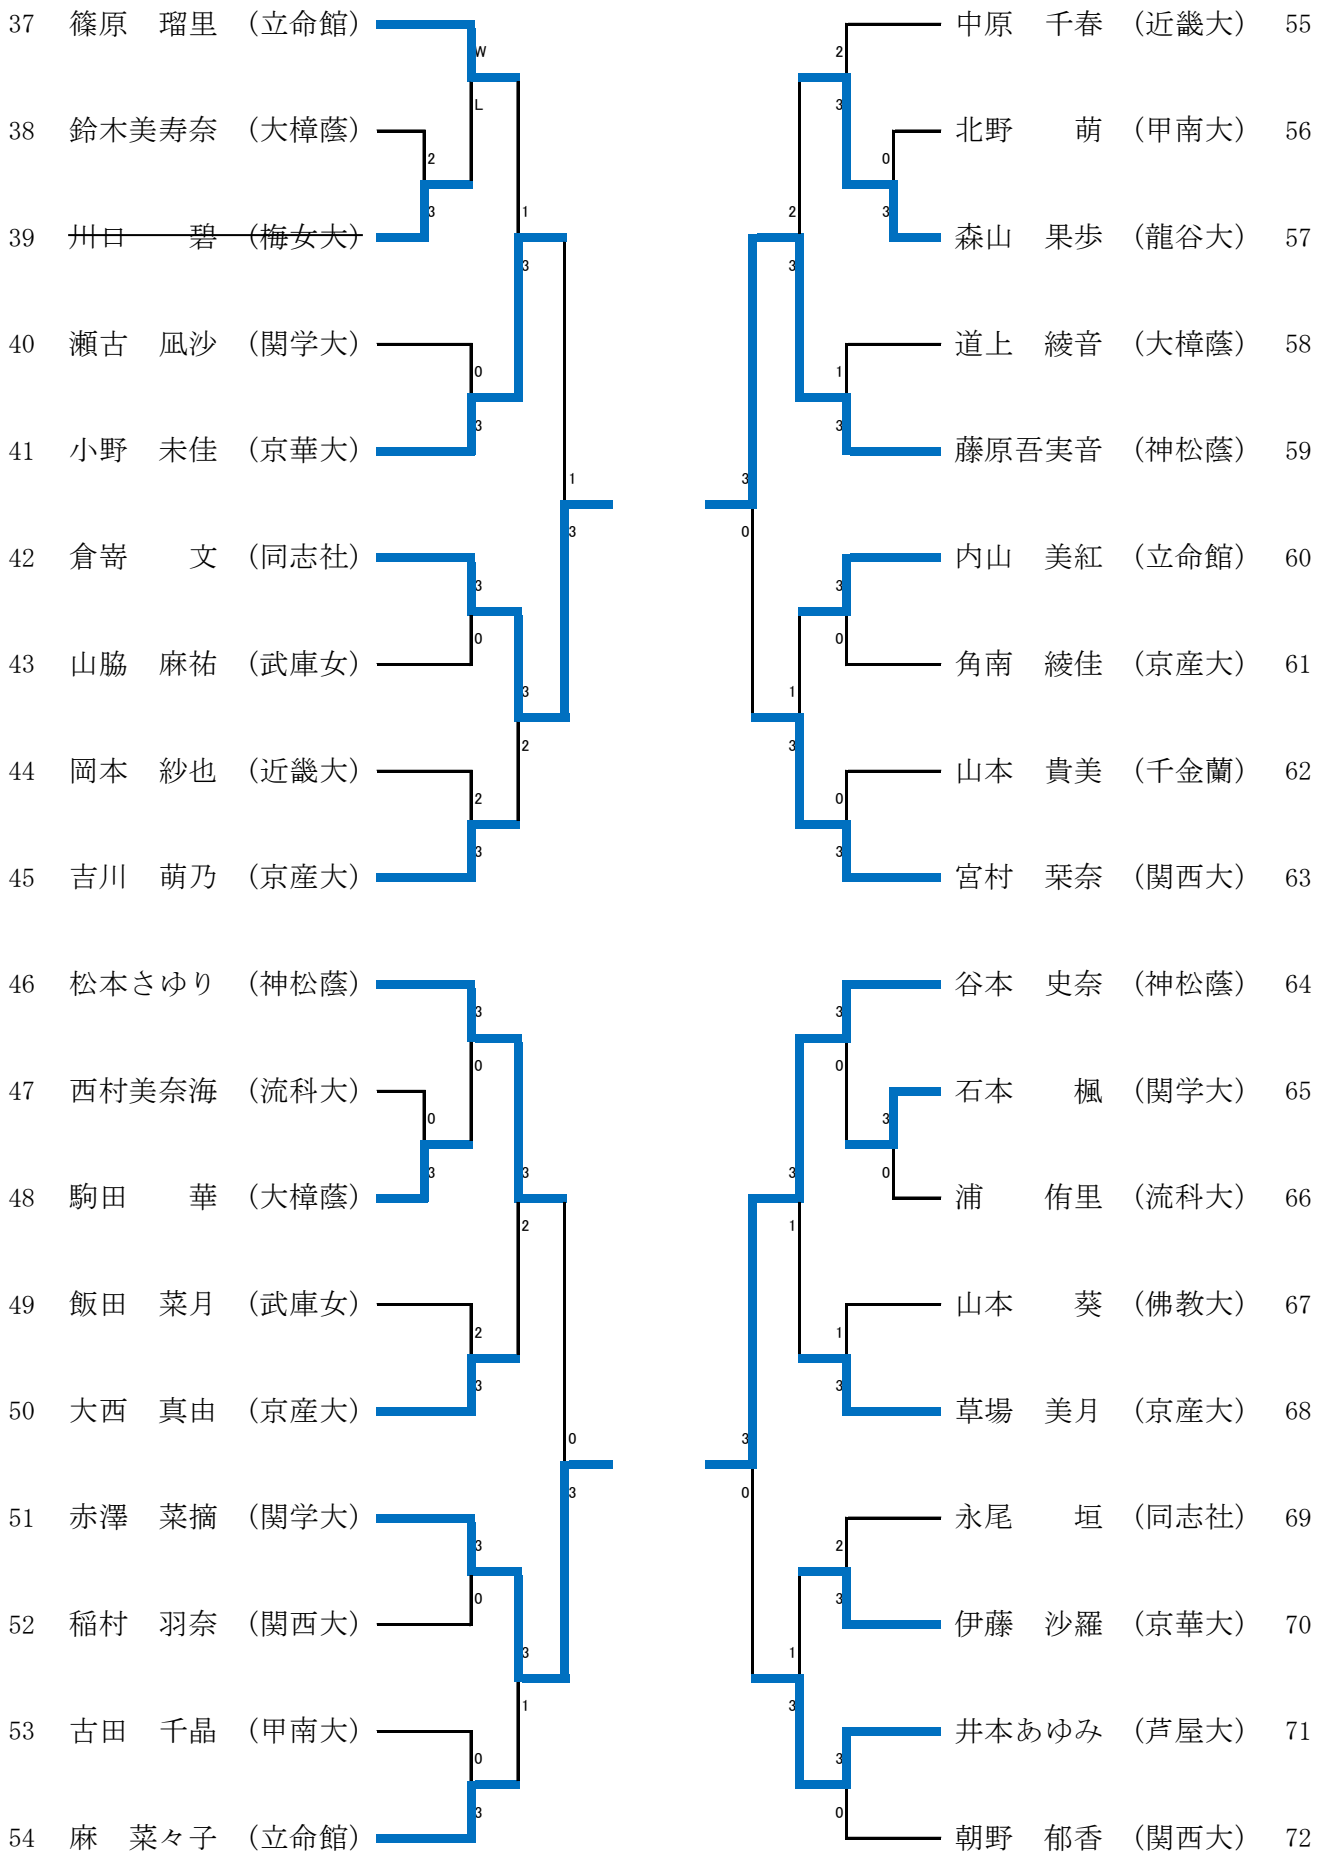 37 篠原 瑠里 (立命館)
W
L
38 鈴木美寿奈 (大樟蔭)
2
3
39 川口 碧 (梅女大)
1
3
40 瀬古 凪沙 (関学大)
0
3
41 小野 未佳 (京華大)
1
3
42 倉嵜 文 (同志社)
3
0
43 山脇 麻祐 (武庫女)
3
2
44 岡本 紗也 (近畿大)
2
3
45 吉川 萌乃 (京産大)
46 松本さゆり (神松蔭)
3
0
47 西村美奈海 (流科大)
0
3
48 駒田 華 (大樟蔭)
3
2
49 飯田 菜月 (武庫女)
2
3
50 大西 真由 (京産大)
0
3
51 赤澤 菜摘 (関学大)
3
0
52 稲村 羽奈 (関西大)
3
1
53 古田 千晶 (甲南大)
0
3
54 麻 菜々子 (立命館)
中原 千春 (近畿大) 55
2
3
北野 萌 (甲南大) 56
0
3
森山 果歩 (龍谷大) 57
2
3
道上 綾音 (大樟蔭) 58
1
3
藤原吾実音 (神松蔭) 59
3
0
内山 美紅 (立命館) 60
3
0
角南 綾佳 (京産大) 61
1
3
山本 貴美 (千金蘭) 62
0
3
宮村 栞奈 (関西大) 63
谷本 史奈 (神松蔭) 64
3
0
石本 楓 (関学大) 65
3
0
浦 侑里 (流科大) 66
3
1
山本 葵 (佛教大) 67
1
3
草場 美月 (京産大) 68
3
0
永尾 垣 (同志社) 69
2
3
伊藤 沙羅 (京華大) 70
1
3
井本あゆみ (芦屋大) 71
3
0
朝野 郁香 (関西大) 72